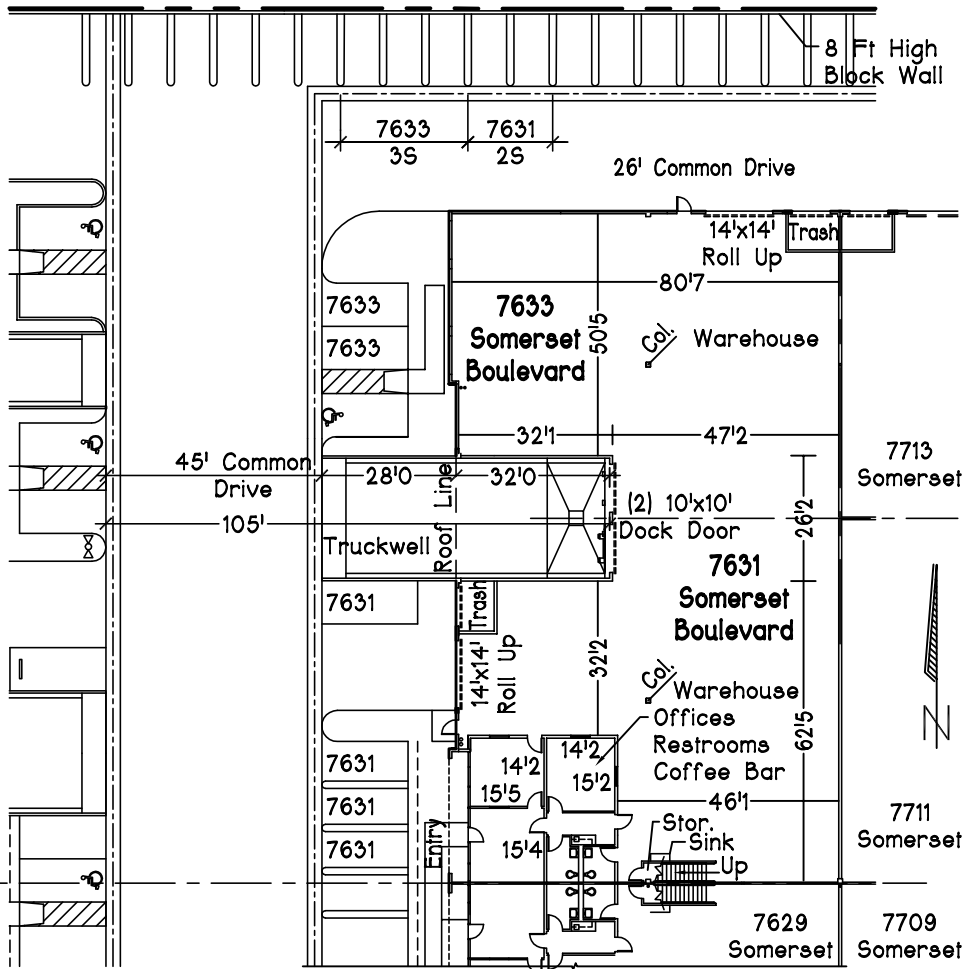 8 Ft High
Block Wall
7633
7631
3S
2S
26' Common Drive
14'x14'
Roll Up
Trash
80'7
7633
7633
Somerset
Boulevard
50'5
Col.
Warehouse
7633
32'1
47'2
7713
Somerset
45' Common
Drive
28'0
Roof Line
32'0
105'
(2) 10'x10'
Dock Door
26'2
Truckwell
7631
Somerset
Boulevard
7631
Trash
14'x14'
Roll Up
32'2
Col.
Warehouse
Offices
Restrooms
Coffee Bar
62'5
N
14'2
15'5
14'2
15'2
7631
46'1
7631
7711
Somerset
Stor.
Sink
Up
7631
Entry
15'4
7629
Somerset
7709
Somerset